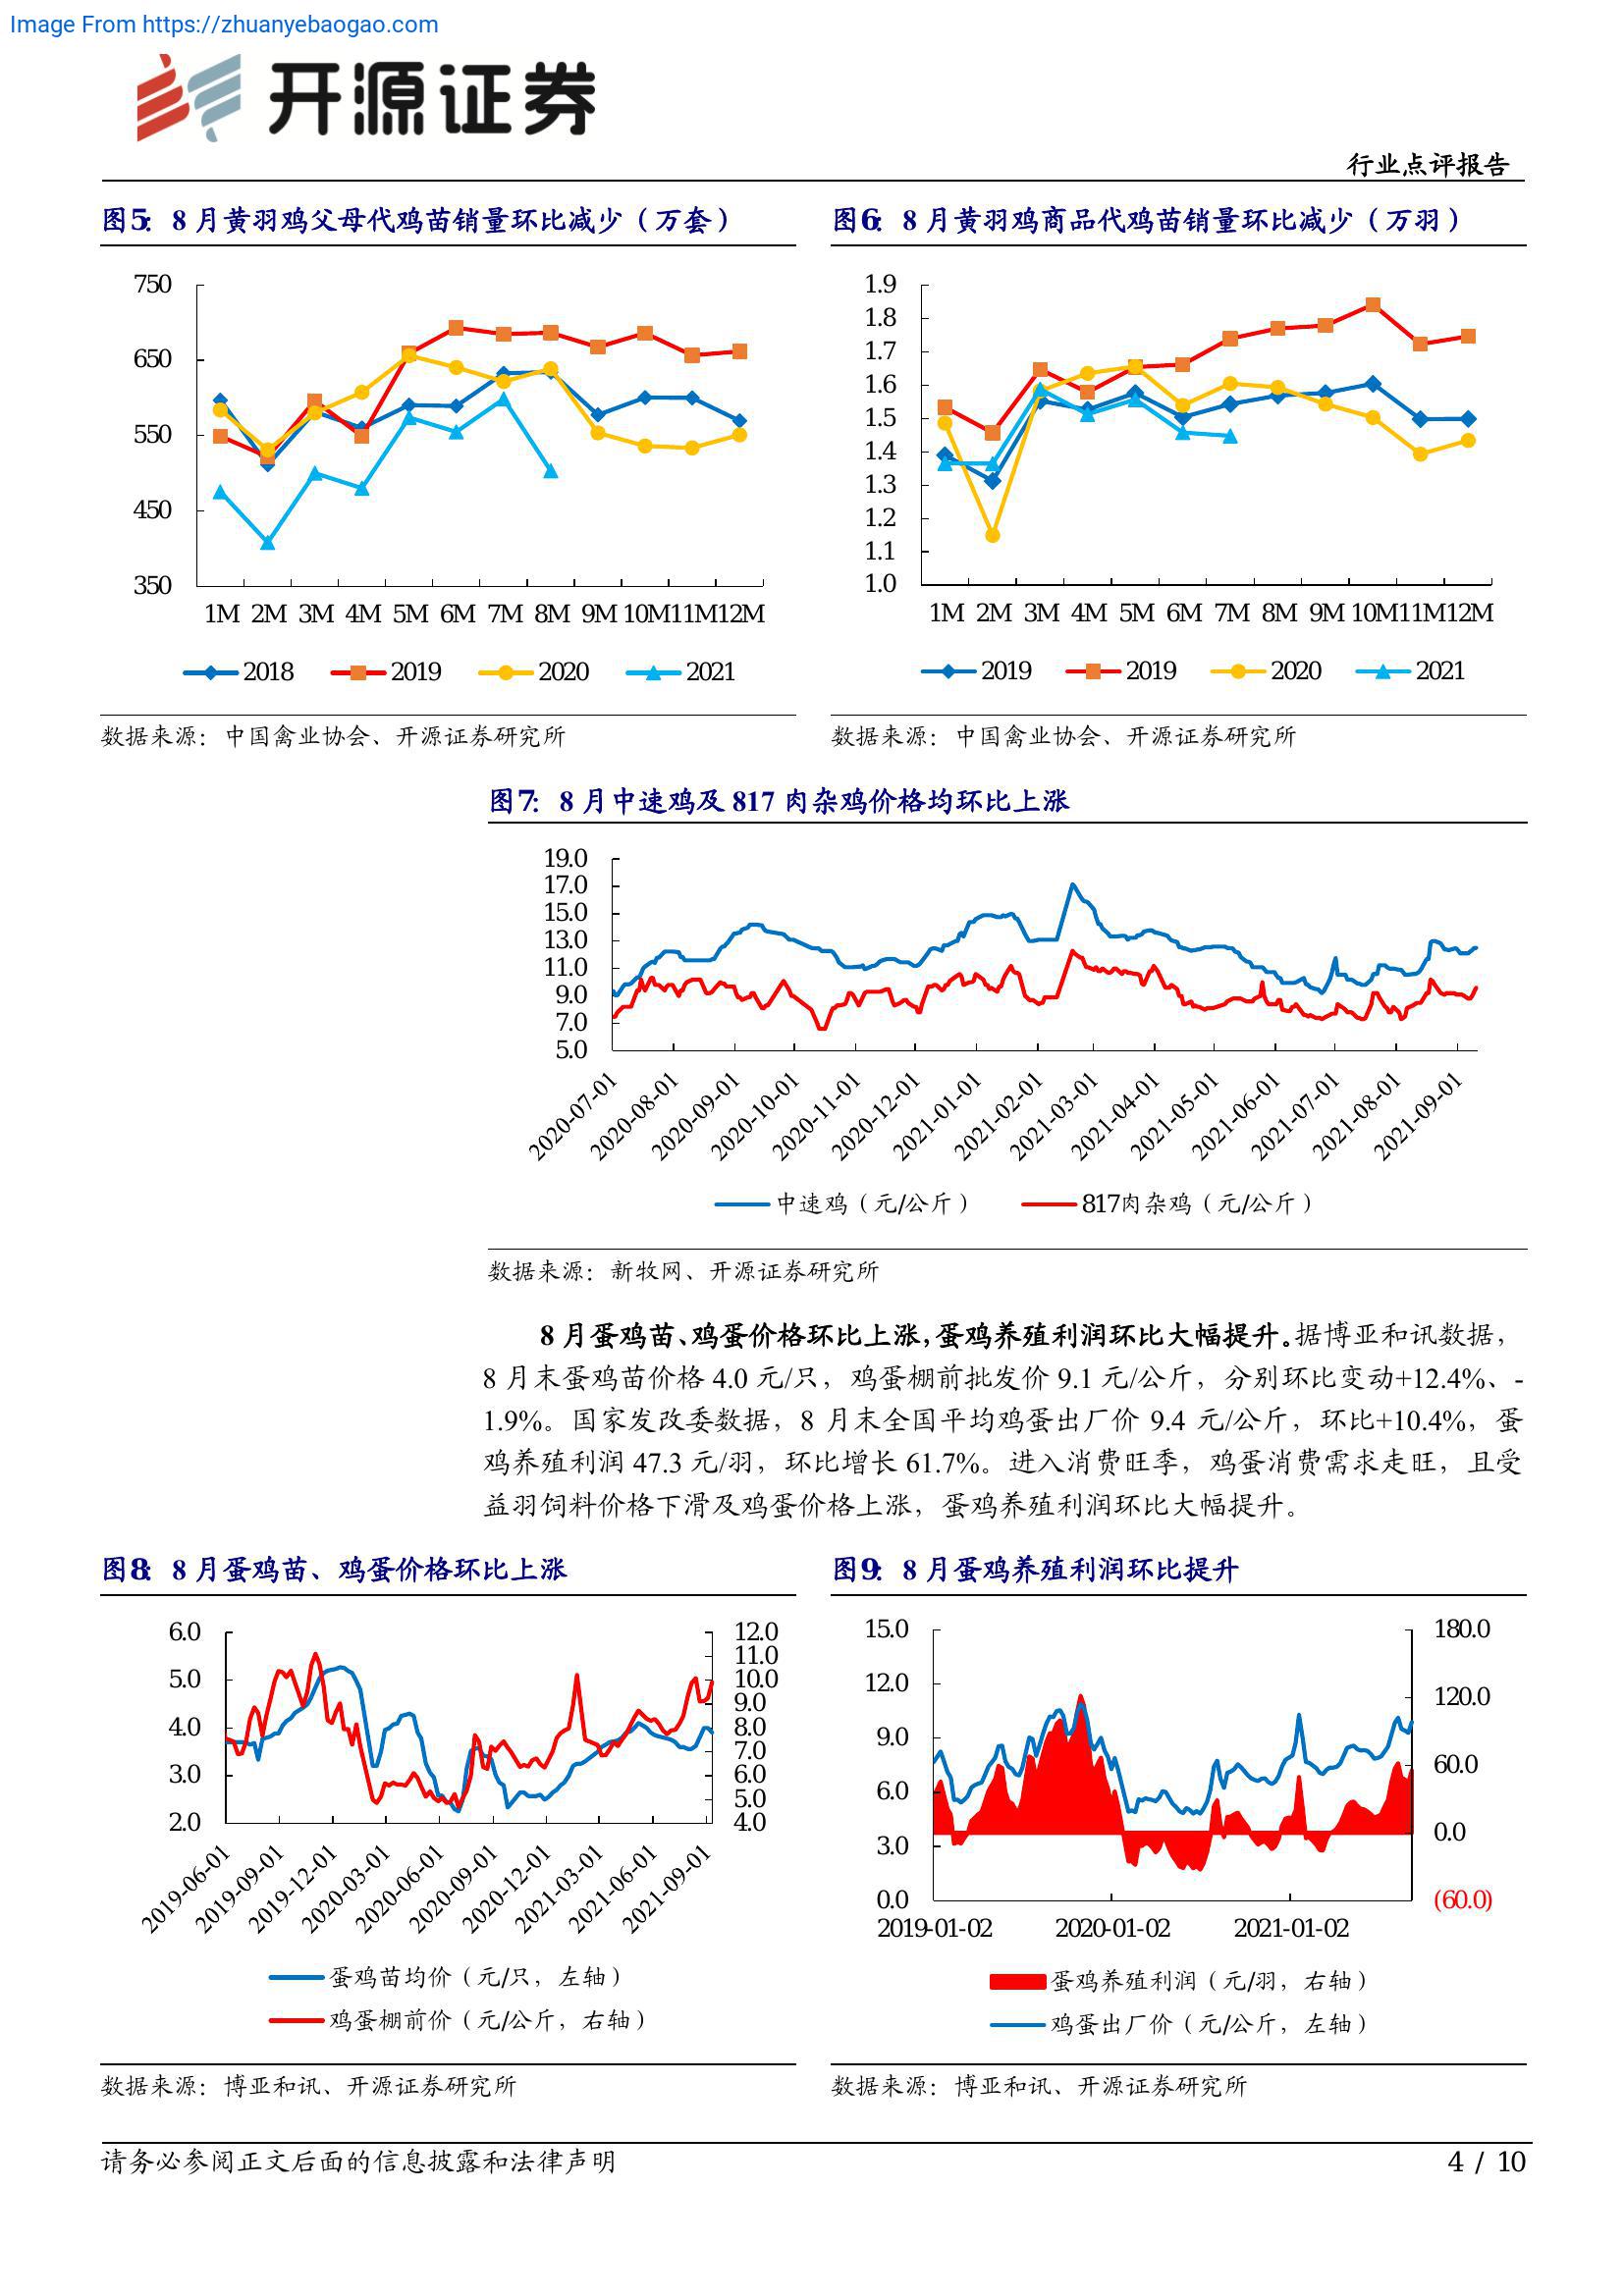 Image From https://zhuanyebaogao.com
开源证券
行业点评报告
图5： 8 月黄羽鸡父母代鸡苗销量环比减少（万套）
750
650
550
450
350
1M 2M 3M 4M 5M 6M 7M 8M 9M 10M 11M 12M
2018 2019 2020 2021
数据来源：中国禽业协会、开源证券研究所
图6： 8 月黄羽鸡商品代鸡苗销量环比减少（万羽）
1.9
1.8
1.7
1.6
1.5
1.4
1.3
1.2
1.1
1.0
1M 2M 3M 4M 5M 6M 7M 8M 9M 10M 11M 12M
2019 2019 2020 2021
数据来源：中国禽业协会、开源证券研究所
图7： 8 月中速鸡及 817 肉杂鸡价格均环比上涨
19.0
17.0
15.0
13.0
11.0
9.0
7.0
5.0
2020-07-01 2020-08-01 2020-09-01 2020-10-01 2020-11-01 2020-12-01 2021-01-01 2021-02-01 2021-03-01 2021-04-01 2021-05-01 2021-06-01 2021-07-01 2021-08-01 2021-09-01
中速鸡（元/公斤） 817肉杂鸡（元/公斤）
数据来源：新牧网、开源证券研究所
8 月蛋鸡苗、鸡蛋价格环比上涨，蛋鸡养殖利润环比大幅提升。据博亚和讯数据，
8 月末蛋鸡苗价格 4.0 元/只，鸡蛋棚前批发价 9.1 元/公斤，分别环比变动+12.4%、-
1.9%。国家发改委数据，8 月末全国平均鸡蛋出厂价 9.4 元/公斤，环比+10.4%，蛋
鸡养殖利润 47.3 元/羽，环比增长 61.7%。进入消费旺季，鸡蛋消费需求走旺，且受
益羽饲料价格下滑及鸡蛋价格上涨，蛋鸡养殖利润环比大幅提升。
图8： 8 月蛋鸡苗、鸡蛋价格环比上涨
6.0
5.0
4.0
3.0
2.0
12.0
11.0
10.0
9.0
8.0
7.0
6.0
5.0
4.0
2019-06-01 2019-09-01 2019-12-01 2020-03-01 2020-06-01 2020-09-01 2020-12-01 2021-03-01 2021-06-01 2021-09-01
蛋鸡苗均价（元/只，左轴）
鸡蛋棚前价（元/公斤，右轴）
数据来源：博亚和讯、开源证券研究所
图9： 8 月蛋鸡养殖利润环比提升
15.0
12.0
9.0
6.0
3.0
0.0
180.0
120.0
60.0
0.0
(60.0)
2019-01-02 2020-01-02 2021-01-02
蛋鸡养殖利润（元/羽，右轴）
鸡蛋出厂价（元/公斤，左轴）
数据来源：博亚和讯、开源证券研究所
请务必参阅正文后面的信息披露和法律声明
4 / 10